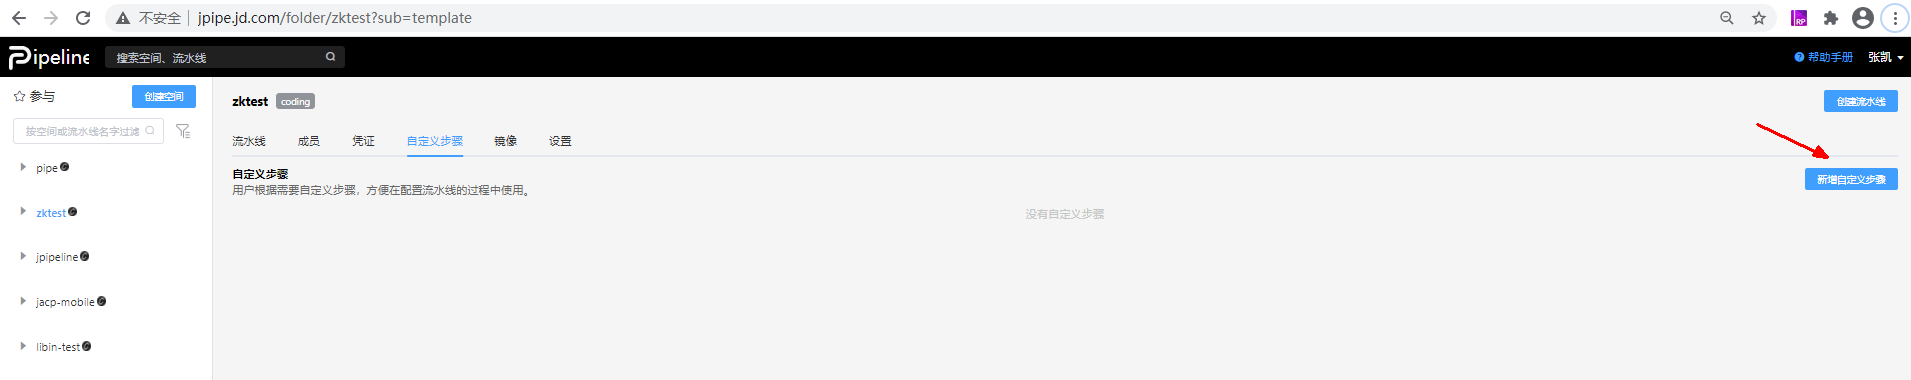 不安全 jpipe.jd.com/folder/zktest?sub=template
RP
Pipeline 搜索空间、流水线 帮助手册 张凯
参与 创建空间
按空间或流水线名字过滤
pipe
zktest
jpipeline
jacp-mobile
libin-test
zktest coding 创建流水线
流水线 成员 凭证 自定义步骤 镜像 设置
自定义步骤
用户根据需要自定义步骤，方便在配置流水线的过程中使用。
新增自定义步骤
没有自定义步骤